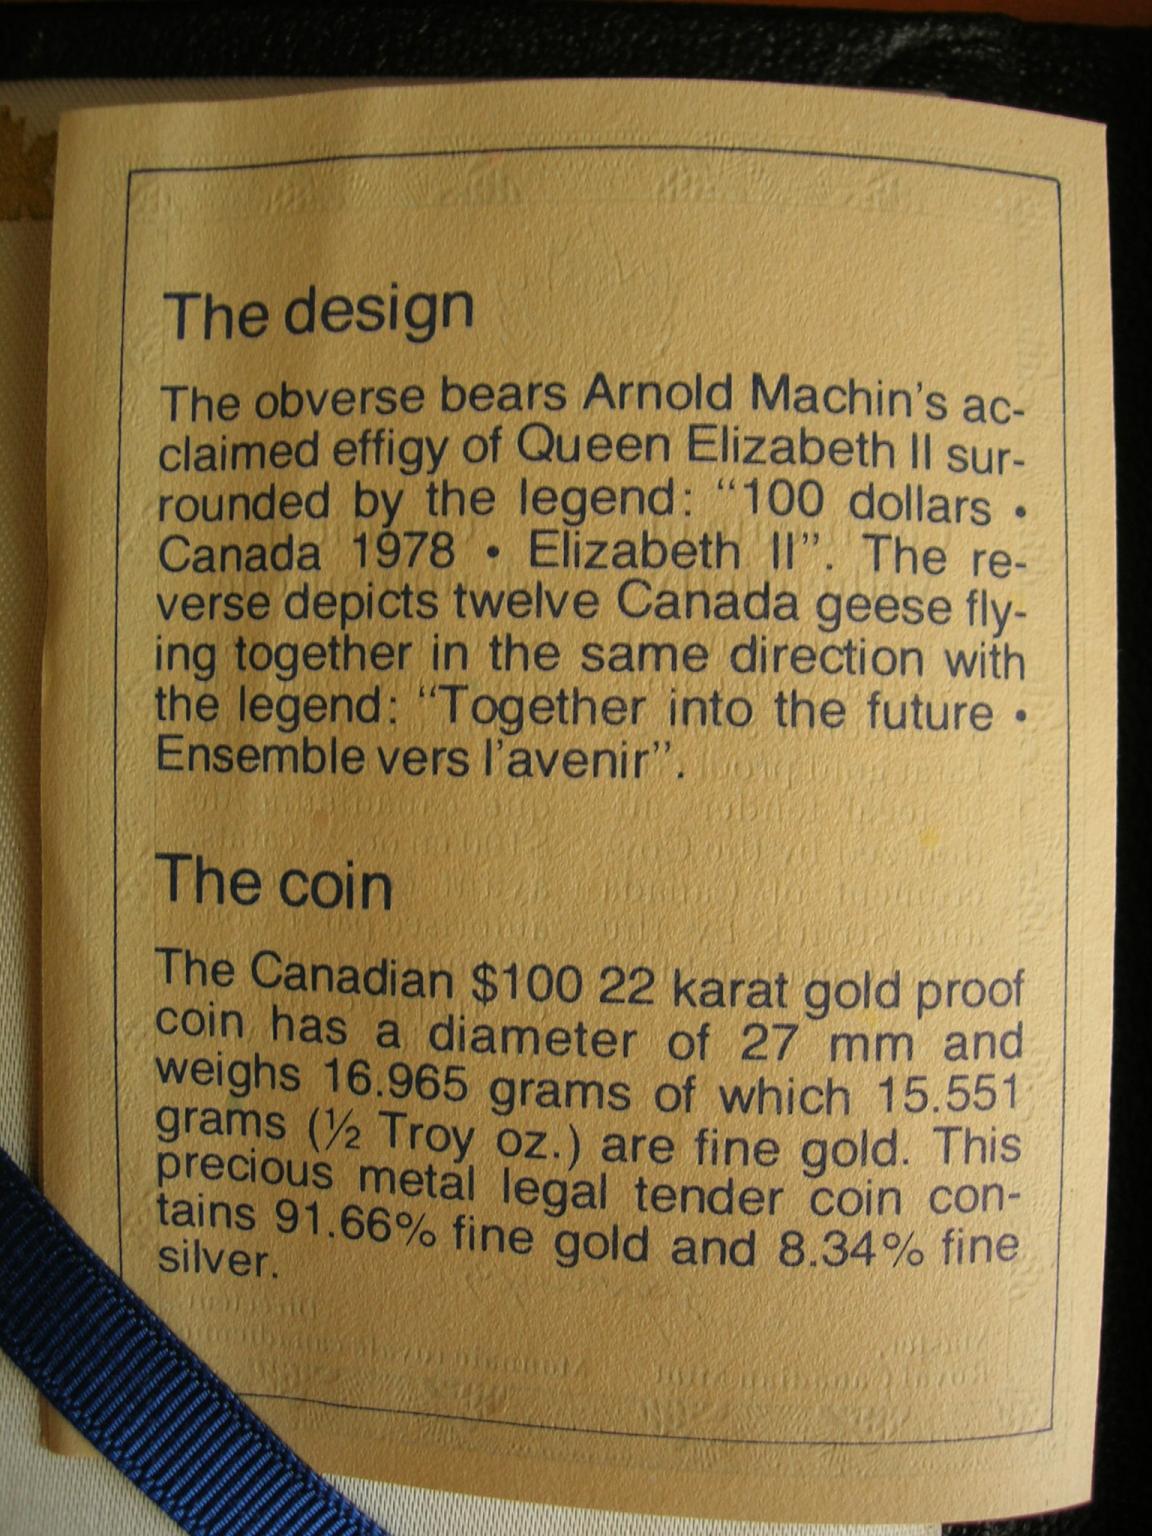 The design
The obverse bears Arnold Machin's ac-
claimed effigy of Queen Elizabeth II sur-
rounded by the legend: “100 dollars •
Canada 1978 • Elizabeth II”. The re-
verse depicts twelve Canada geese fly-
ing together in the same direction with
the legend: “Together into the future •
Ensemble vers l'avenir”.
The coin
The Canadian $100 22 karat gold proof
coin has a diameter of 27 mm and
weighs 16.965 grams of which 15.551
grams (½ Troy oz.) are fine gold. This
precious metal legal tender coin con-
tains 91.66% fine gold and 8.34% fine
silver.